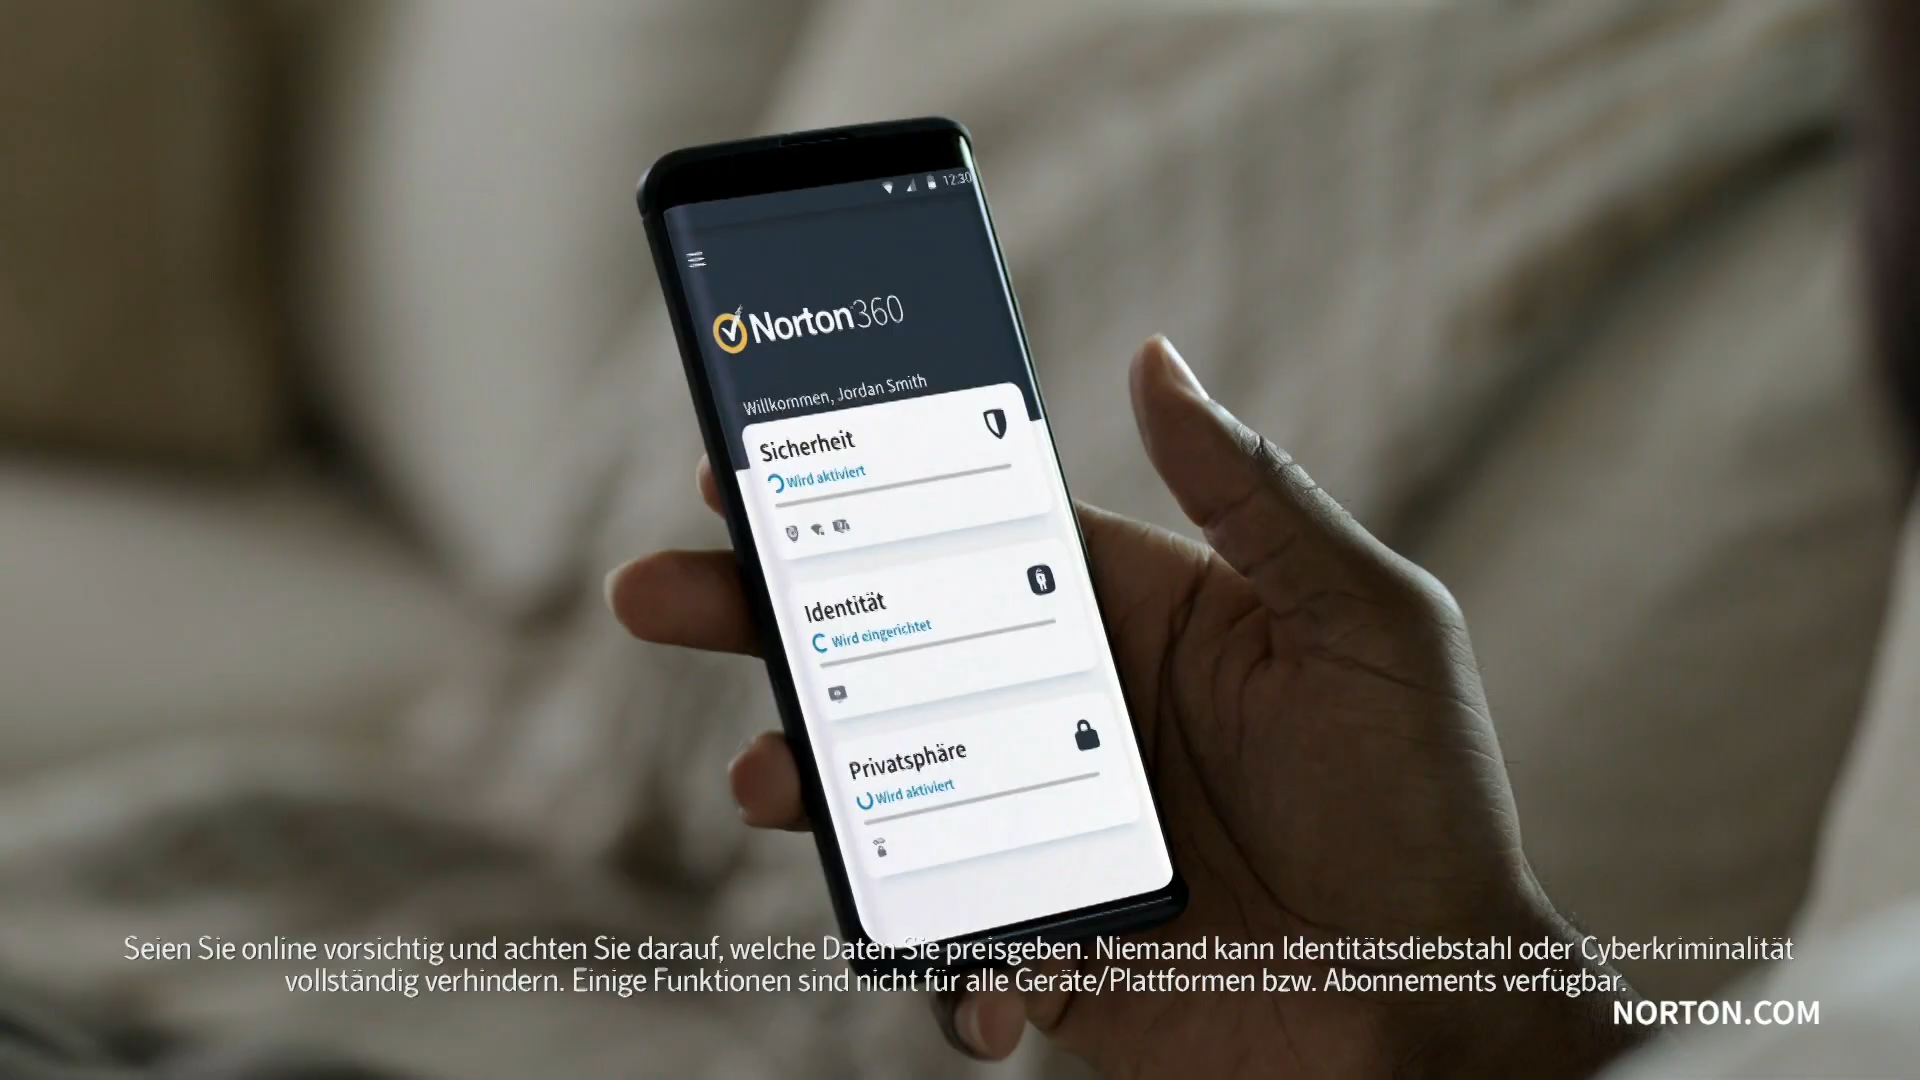 12:30
Norton 360
Willkommen, Jordan Smith
Sicherheit
Wird aktiviert
Identität
Wird eingerichtet
Privatsphäre
Wird aktiviert
Seien Sie online vorsichtig und achten Sie darauf, welche Daten Sie preisgeben. Niemand kann Identitätsdiebstahl oder Cyberkriminalität
vollständig verhindern. Einige Funktionen sind nicht für alle Geräte/Plattformen bzw. Abonnements verfügbar.
NORTON.COM